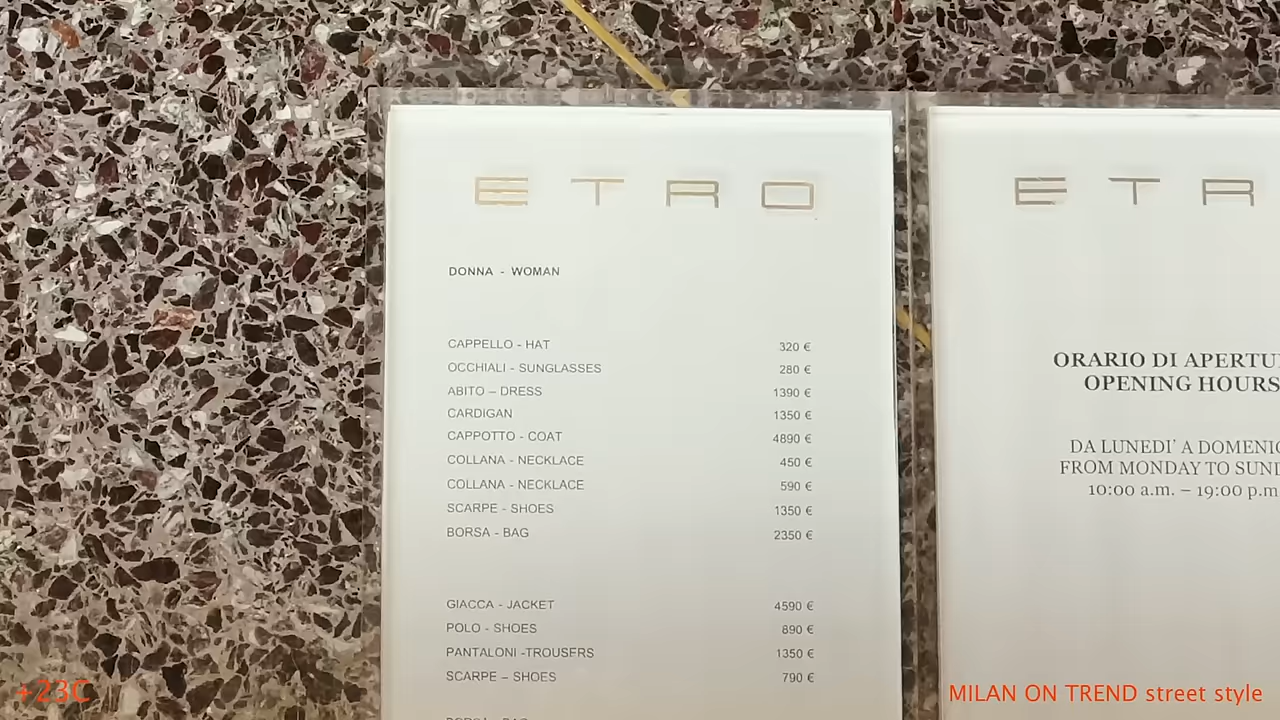 ETRO
DONNA - WOMAN
CAPPELLO - HAT 320 €
OCCHIALI - SUNGLASSES 280 €
ABITO – DRESS 1390 €
CARDIGAN 1350 €
CAPPOTTO - COAT 4890 €
COLLANA - NECKLACE 450 €
COLLANA - NECKLACE 590 €
SCARPE - SHOES 1350 €
BORSA - BAG 2350 €
GIACCA - JACKET 4590 €
POLO - SHOES 890 €
PANTALONI -TROUSERS 1350 €
SCARPE – SHOES 790 €
ETR
ORARIO DI APERTU
OPENING HOURS
DA LUNEDI' A DOMENIC
FROM MONDAY TO SUND
10:00 a.m. – 19:00 p.m
+23C
MILAN ON TREND street style